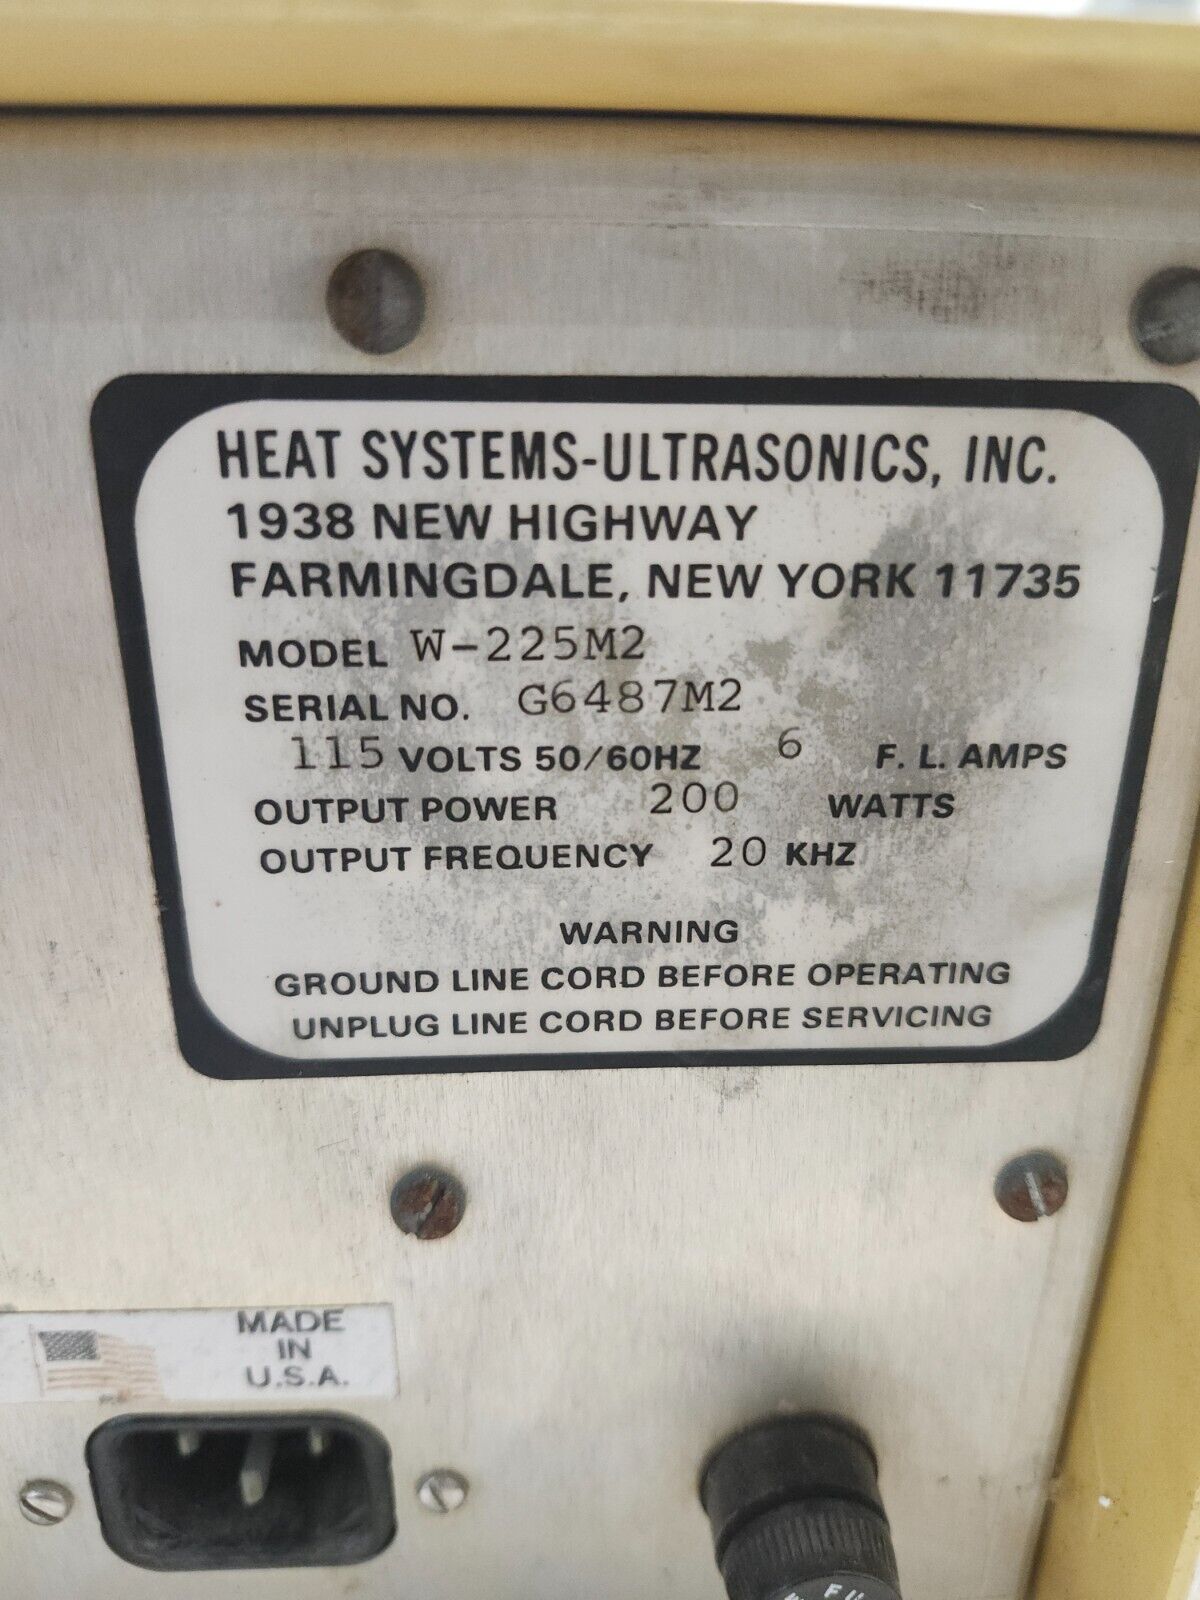 HEAT SYSTEMS-ULTRASONICS, INC.
1938 NEW HIGHWAY
FARMINGDALE, NEW YORK 11735
MODEL W-225M2
SERIAL NO. G6487M2
115 VOLTS 50/60HZ 6 F. L. AMPS
OUTPUT POWER 200 WATTS
OUTPUT FREQUENCY 20 KHZ
WARNING
GROUND LINE CORD BEFORE OPERATING
UNPLUG LINE CORD BEFORE SERVICING
MADE
IN
U.S.A.